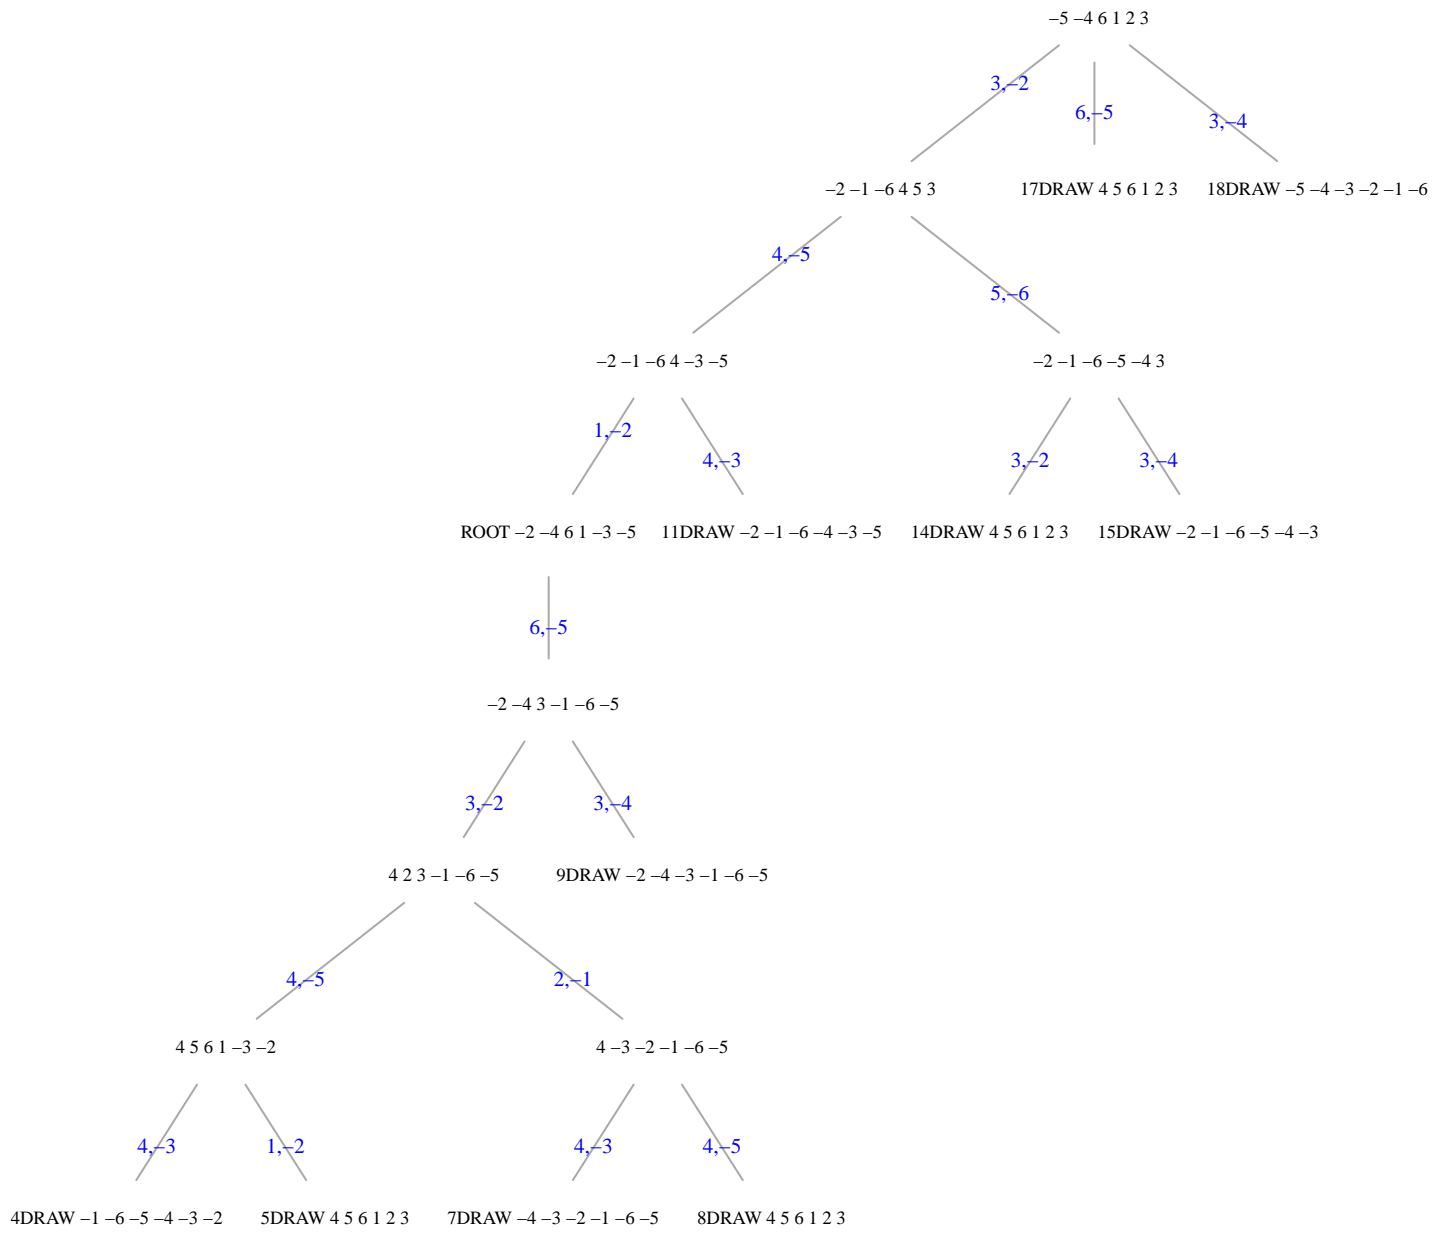 –5 –4 6 1 2 3
3,–2
6,–5
3,–4
–2 –1 –6 4 5 3
17DRAW 4 5 6 1 2 3
18DRAW –5 –4 –3 –2 –1 –6
4,–5
5,–6
–2 –1 –6 4 –3 –5
–2 –1 –6 –5 –4 3
1,–2
4,–3
3,–2
3,–4
ROOT –2 –4 6 1 –3 –5
11DRAW –2 –1 –6 –4 –3 –5
14DRAW 4 5 6 1 2 3
15DRAW –2 –1 –6 –5 –4 –3
6,–5
–2 –4 3 –1 –6 –5
3,–2
3,–4
4 2 3 –1 –6 –5
9DRAW –2 –4 –3 –1 –6 –5
4,–5
2,–1
4 5 6 1 –3 –2
4 –3 –2 –1 –6 –5
4,–3
1,–2
4,–3
4,–5
4DRAW –1 –6 –5 –4 –3 –2
5DRAW 4 5 6 1 2 3
7DRAW –4 –3 –2 –1 –6 –5
8DRAW 4 5 6 1 2 3